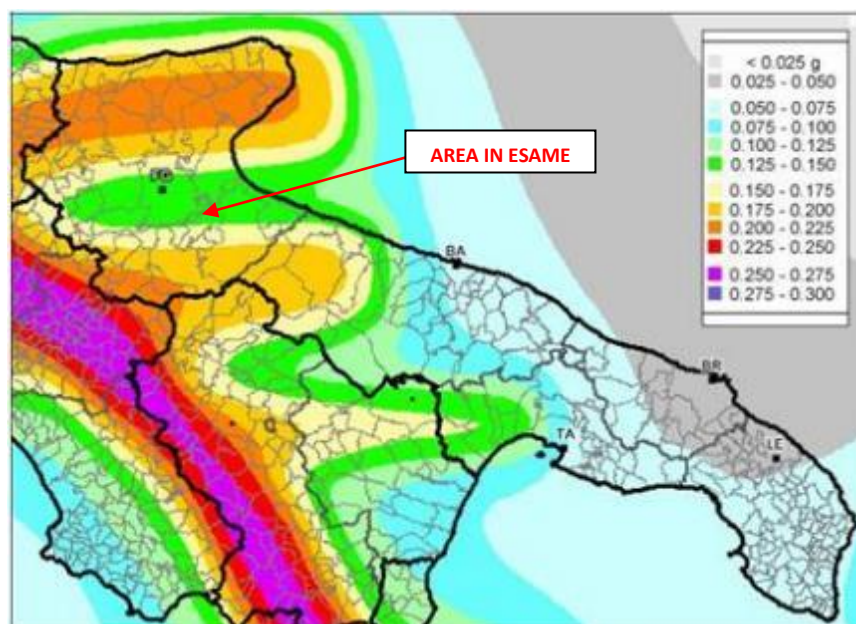 < 0.025 g
0.025 - 0.050
0.050 - 0.075
0.075 - 0.100
0.100 - 0.125
0.125 - 0.150
0.150 - 0.175
0.175 - 0.200
0.200 - 0.225
0.225 - 0.250
0.250 - 0.275
0.275 - 0.300
AREA IN ESAME
FG
BA
BR
TA
LE